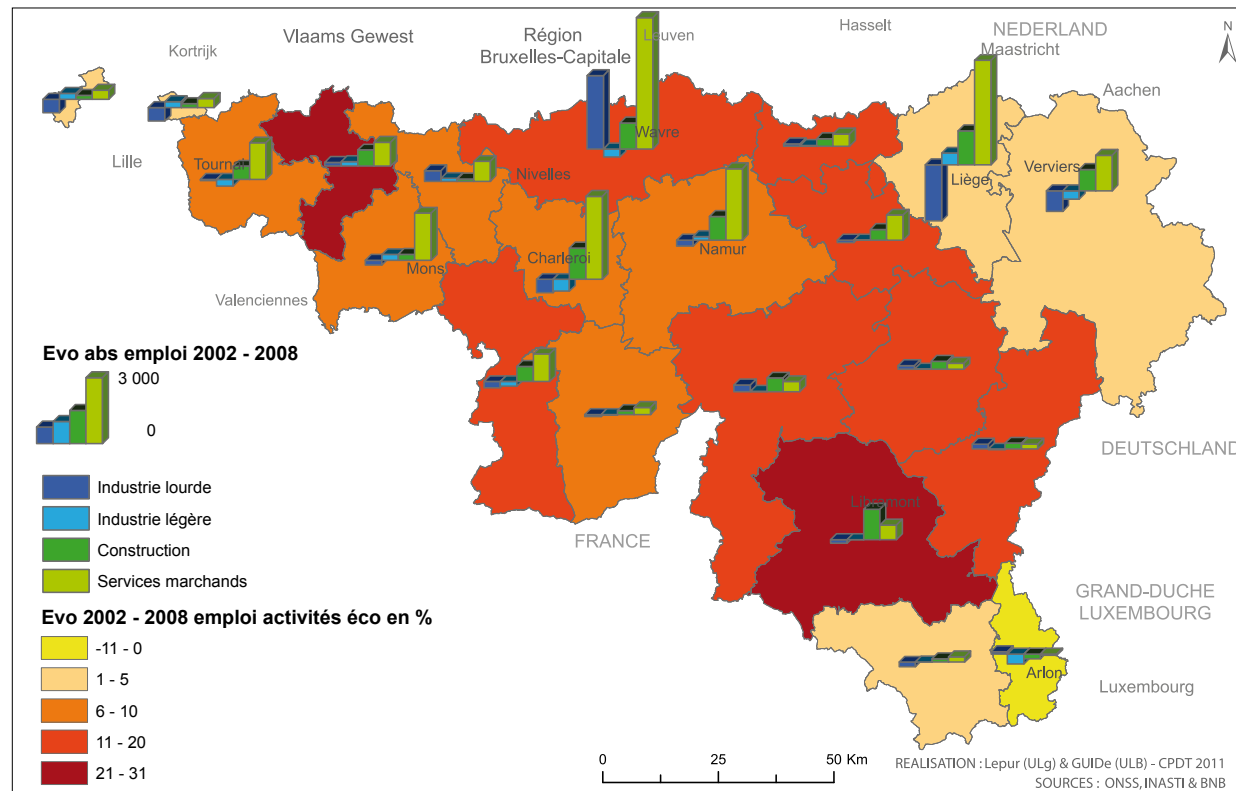 NEDERLAND
Hasselt
Vlaams Gewest
Région
Bruxelles-Capitale
Leuven
Kortrijk
Maastricht
N
Aachen
Wavre
Lille
Tournai
Nivelles
Liège
Verviers
Mons
Charleroi
Namur
Valenciennes
Evo abs emploi 2002 - 2008
3 000
0
DEUTSCHLAND
Industrie lourde
Industrie légère
Construction
Services marchands
Libramont
FRANCE
GRAND-DUCHE
LUXEMBOURG
Evo 2002 - 2008 emploi activités éco en %
-11 - 0
1 - 5
6 - 10
11 - 20
21 - 31
Arlon
Luxembourg
0 25 50 Km
REALISATION : Lepur (ULg) & GUIDe (ULB) - CPDT 2011
SOURCES : ONSS, INASTI & BNB